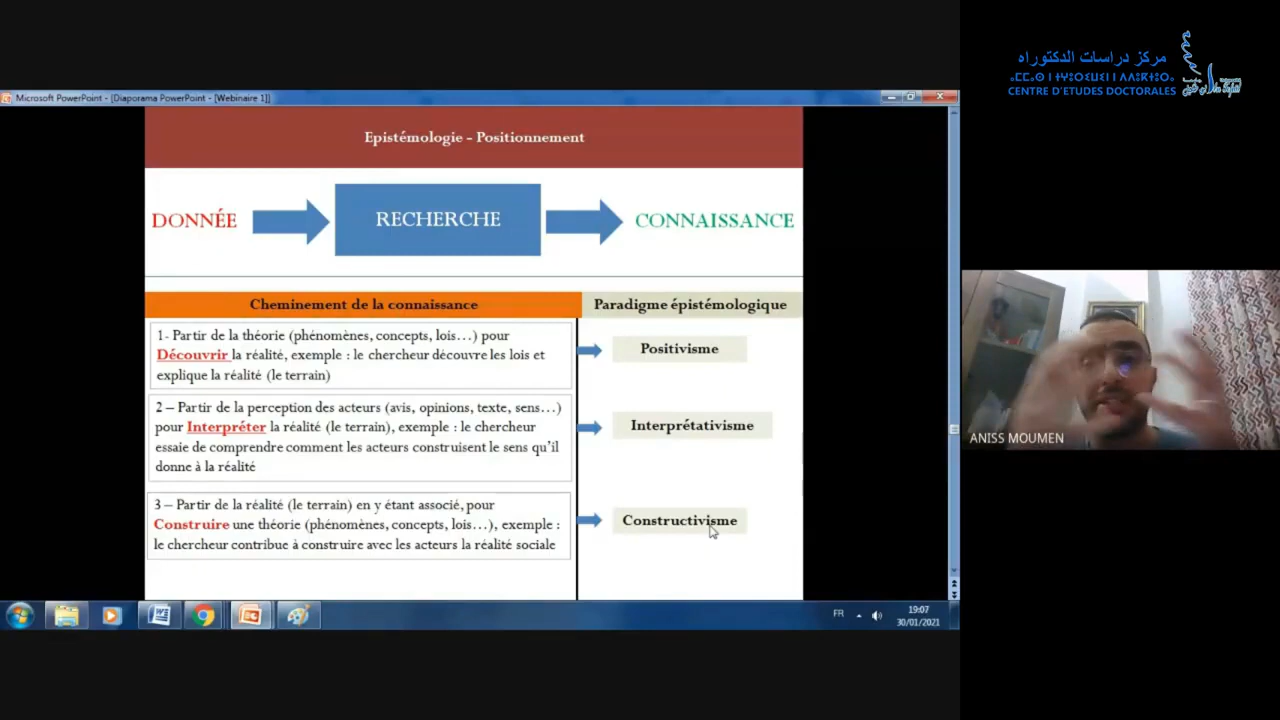 Microsoft PowerPoint - [Diaporama PowerPoint - [Webinaire 1]]
Epistémologie - Positionnement
DONNÉE
RECHERCHE
CONNAISSANCE
Cheminement de la connaissance
Paradigme épistémologique
1- Partir de la théorie (phénomènes, concepts, lois…) pour
Découvrir la réalité, exemple : le chercheur découvre les lois et
explique la réalité (le terrain)
Positivisme
2 – Partir de la perception des acteurs (avis, opinions, texte, sens…)
pour Interpréter la réalité (le terrain), exemple : le chercheur
essaie de comprendre comment les acteurs construisent le sens qu'il
donne à la réalité
Interprétativisme
3 – Partir de la réalité (le terrain) en y étant associé, pour
Construire une théorie (phénomènes, concepts, lois…), exemple :
le chercheur contribue à construire avec les acteurs la réalité sociale
Constructivisme
FR
19:07
30/01/2021
مركز دراسات الدكتوراه
CENTRE D'ETUDES DOCTORALES
ANISS MOUMEN